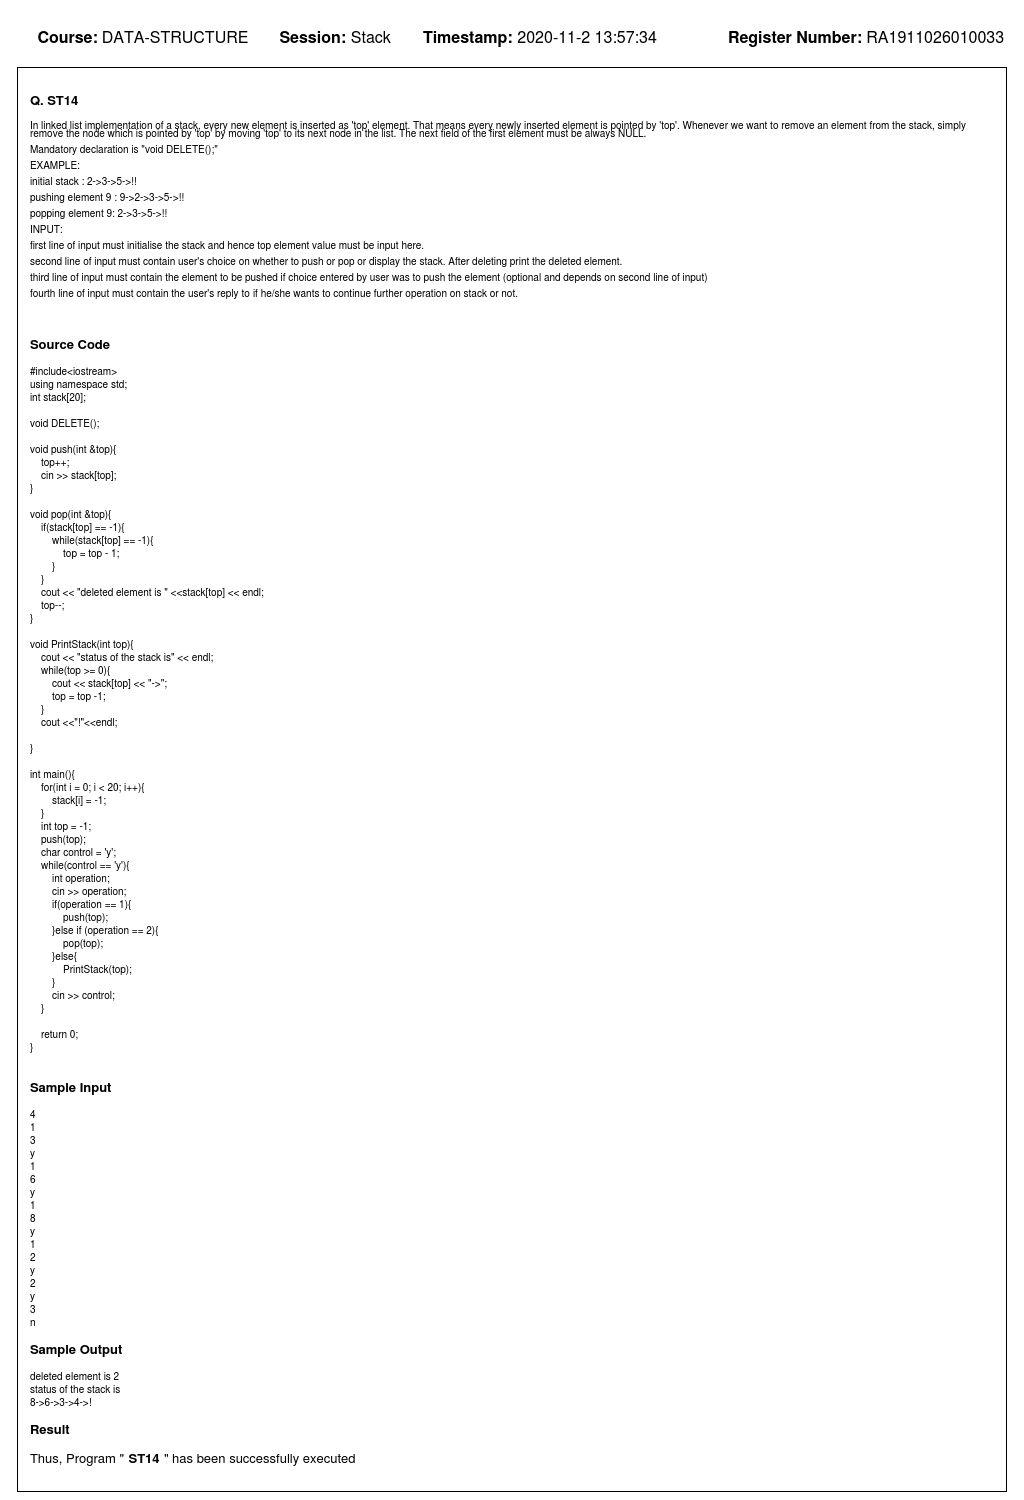 Course: DATA-STRUCTURE Session: Stack Timestamp: 2020-11-2 13:57:34 Register Number: RA1911026010033
Q. ST14
In linked list implementation of a stack, every new element is inserted as 'top' element. That means every newly inserted element is pointed by 'top'. Whenever we want to remove an element from the stack, simply
remove the node which is pointed by 'top' by moving 'top' to its next node in the list. The next field of the first element must be always NULL.
Mandatory declaration is "void DELETE();"
EXAMPLE:
initial stack : 2->3->5->!!
pushing element 9 : 9->2->3->5->!!
popping element 9: 2->3->5->!!
INPUT:
first line of input must initialise the stack and hence top element value must be input here.
second line of input must contain user's choice on whether to push or pop or display the stack. After deleting print the deleted element.
third line of input must contain the element to be pushed if choice entered by user was to push the element (optional and depends on second line of input)
fourth line of input must contain the user's reply to if he/she wants to continue further operation on stack or not.
Source Code
#include<iostream>
using namespace std;
int stack[20];
void DELETE();
void push(int &top){
top++;
cin >> stack[top];
}
void pop(int &top){
if(stack[top] == -1){
while(stack[top] == -1){
top = top - 1;
}
}
cout << "deleted element is " <<stack[top] << endl;
top--;
}
void PrintStack(int top){
cout << "status of the stack is" << endl;
while(top >= 0){
cout << stack[top] << "->";
top = top -1;
}
cout <<"!"<<endl;
}
int main(){
for(int i = 0; i < 20; i++){
stack[i] = -1;
}
int top = -1;
push(top);
char control = 'y';
while(control == 'y'){
int operation;
cin >> operation;
if(operation == 1){
push(top);
}else if (operation == 2){
pop(top);
}else{
PrintStack(top);
}
cin >> control;
}
return 0;
}
Sample Input
4
1
3
y
1
6
y
1
8
y
1
2
y
2
y
3
n
Sample Output
deleted element is 2
status of the stack is
8->6->3->4->!
Result
Thus, Program " ST14 " has been successfully executed